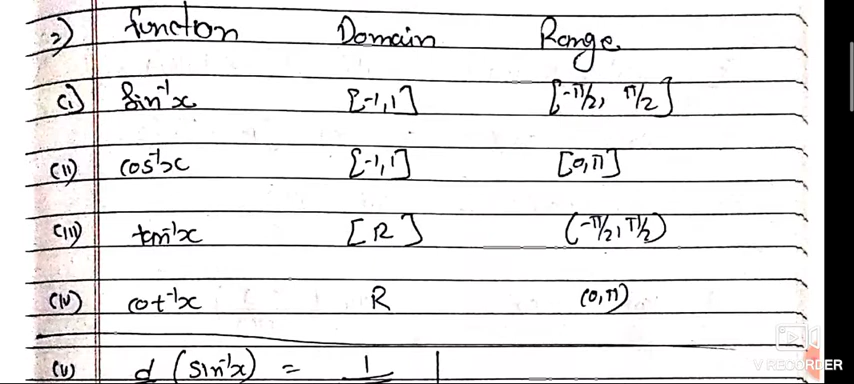 2) function Domain Range
(i) sin⁻¹x [-1,1] [-π/2, π/2]
(ii) cos⁻¹x [-1,1] [0,π]
(iii) tan⁻¹x [R] (-π/2, π/2)
(iv) cot⁻¹x R (0,π)
(v) d (sin⁻¹x) = 1
V RECORDER